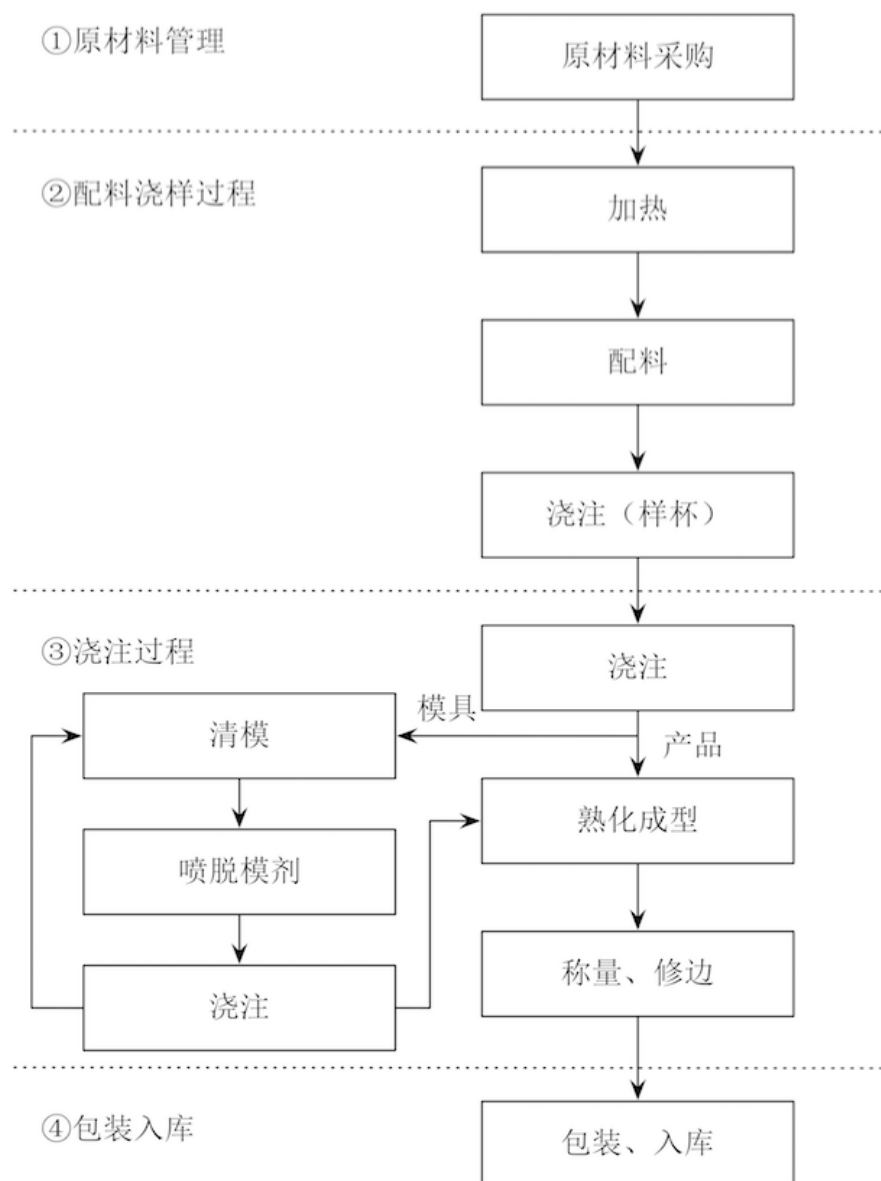 ①原材料管理
原材料采购
②配料浇样过程
加热
配料
浇注（样杯）
③浇注过程
浇注
模具
清模
产品
熟化成型
喷脱模剂
称量、修边
浇注
④包装入库
包装、入库